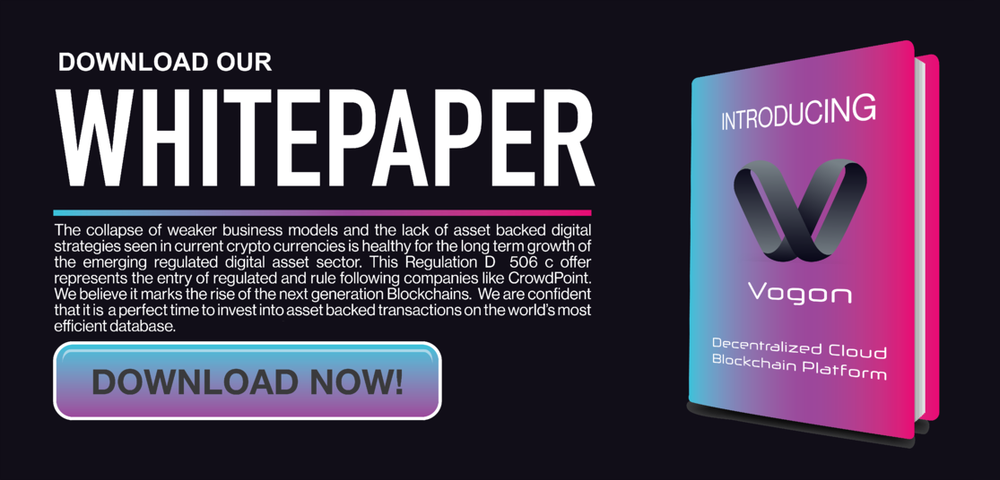 DOWNLOAD OUR
WHITEPAPER
The collapse of weaker business models and the lack of asset backed digital
strategies seen in current crypto currencies is healthy for the long term growth of
the emerging regulated digital asset sector. This Regulation D 506 c offer
represents the entry of regulated and rule following companies like CrowdPoint.
We believe it marks the rise of the next generation Blockchains. We are confident
that it is a perfect time to invest into asset backed transactions on the world's most
efficient database.
DOWNLOAD NOW!
INTRODUCING
Vogon
Decentralized Cloud
Blockchain Platform